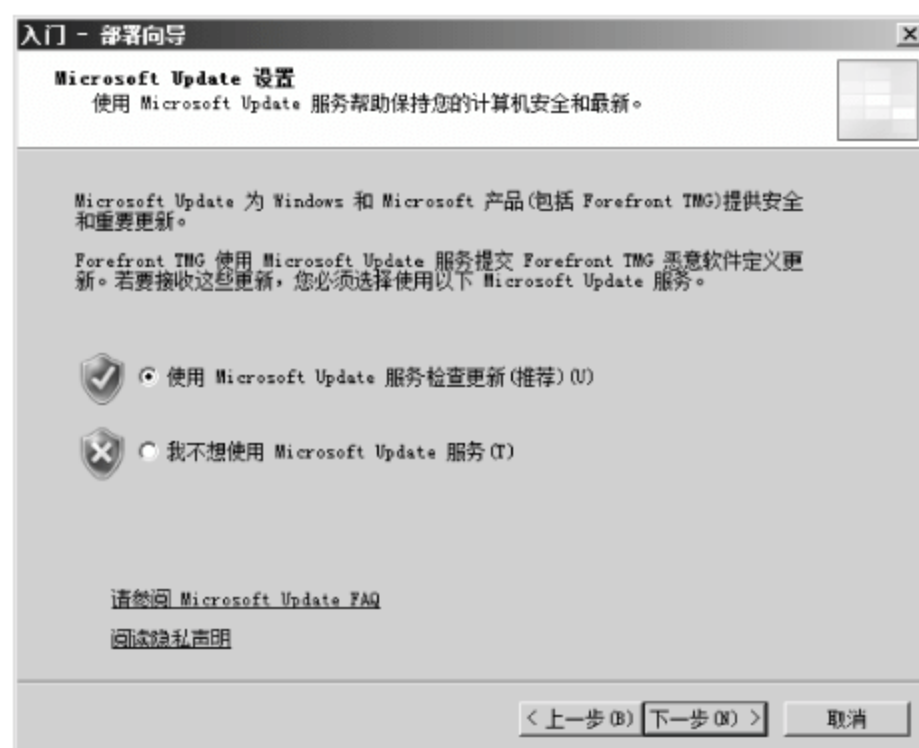 入门 - 部署向导
Microsoft Update 设置
使用 Microsoft Update 服务帮助保持您的计算机安全和最新。
Microsoft Update 为 Windows 和 Microsoft 产品(包括 Forefront TMG)提供安全
和重要更新。
Forefront TMG 使用 Microsoft Update 服务提交 Forefront TMG 恶意软件定义更
新。若要接收这些更新，您必须选择使用以下 Microsoft Update 服务。
使用 Microsoft Update 服务检查更新(推荐)(U)
我不想使用 Microsoft Update 服务(T)
请参阅 Microsoft Update FAQ
阅读隐私声明
< 上一步(B) 下一步(N) > 取消